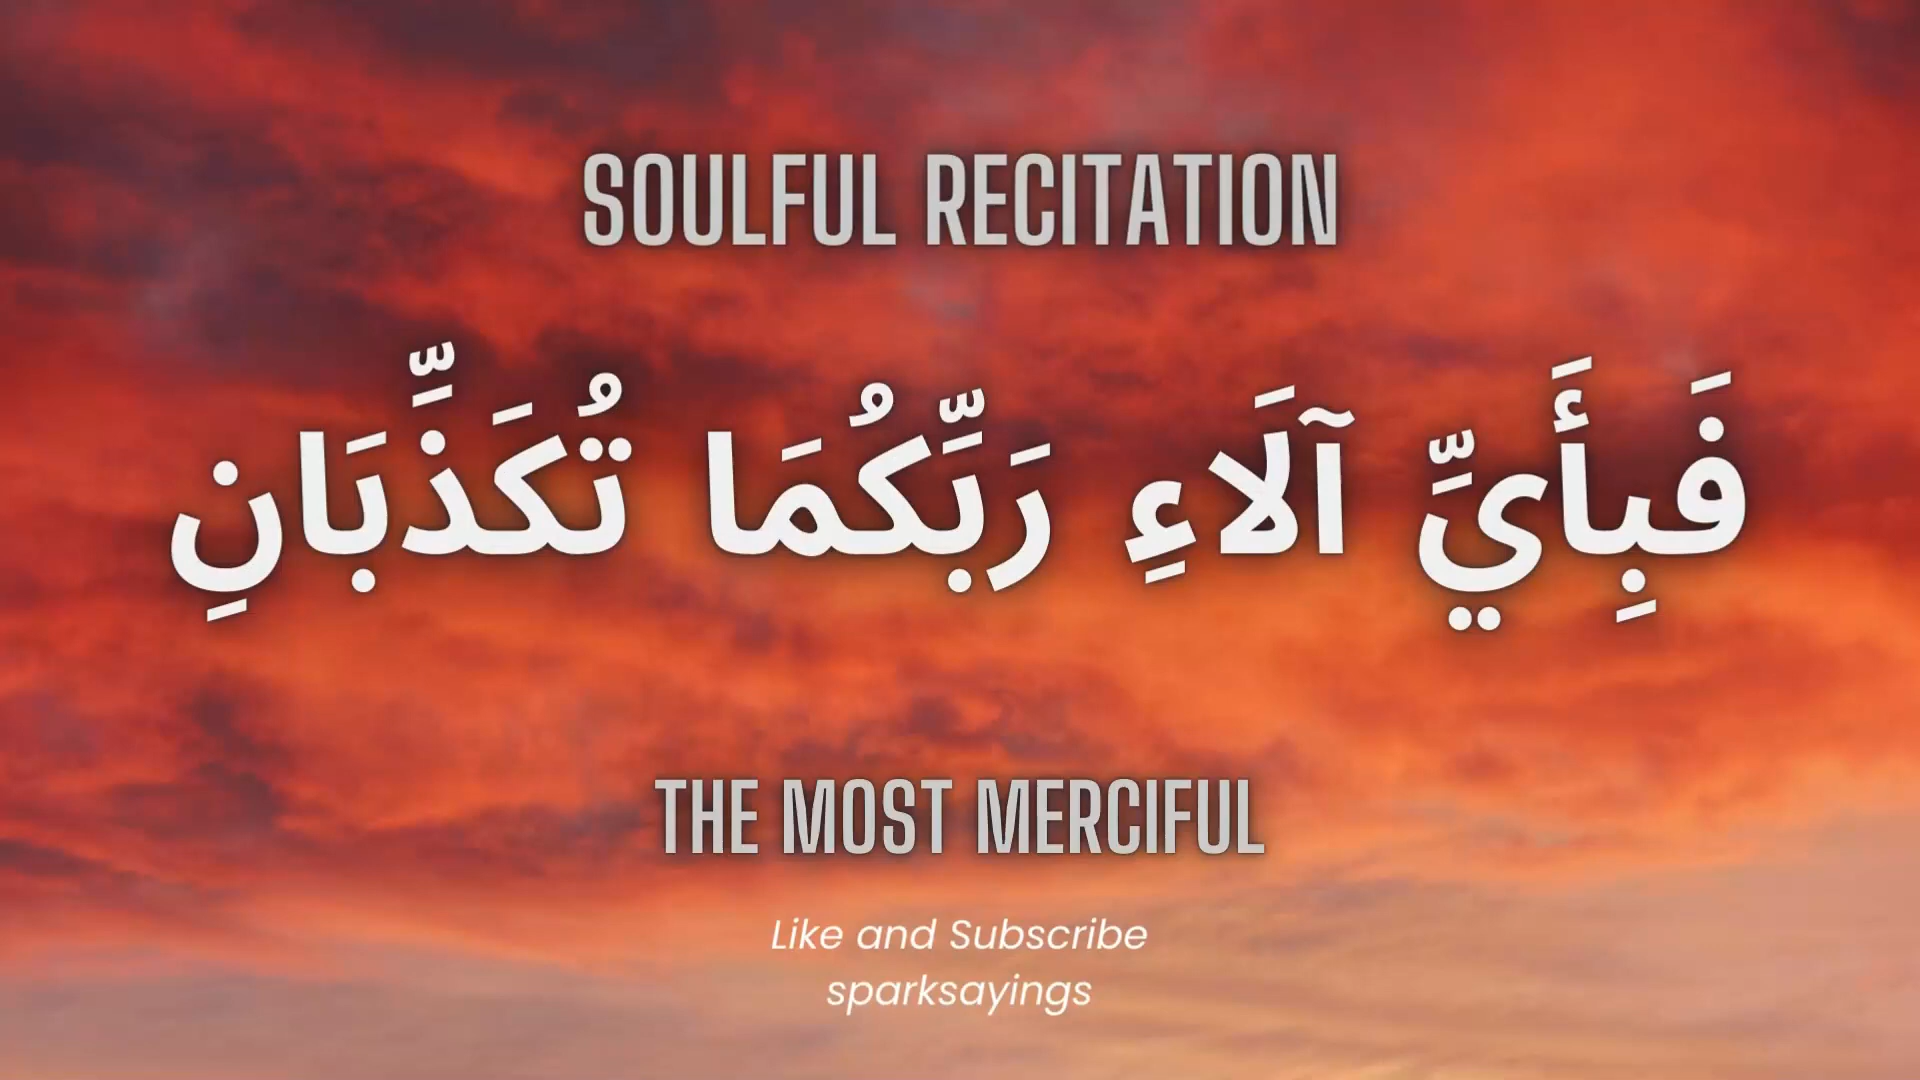 SOULFUL RECITATION
فَبِأَيِّ آلَاءِ رَبِّكُمَا تُكَذِّبَانِ
THE MOST MERCIFUL
Like and Subscribe
sparksayings